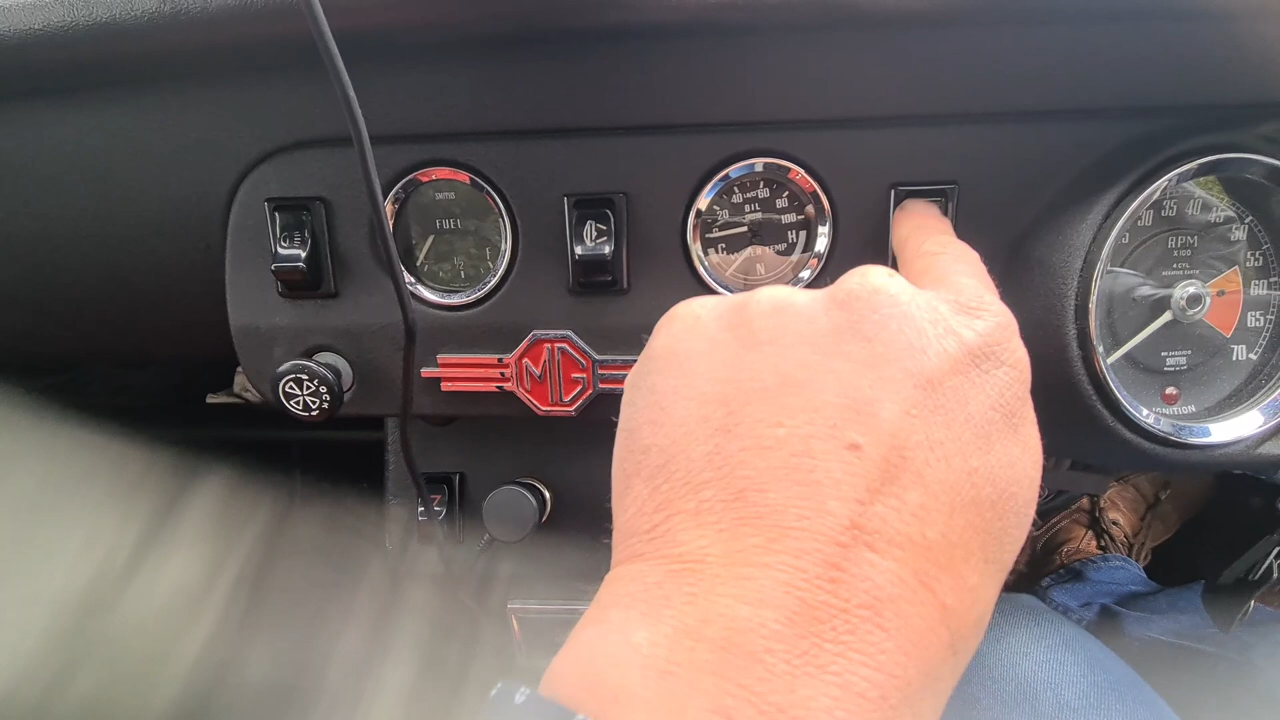 SMITHS
FUEL
1/2
F
20 40 60 80 100
OIL
C H
TEMP
N
LOCK
MG
30 35 40 45 50 55 60 65 70
RPM
X100
4 CYL.
NEGATIVE EARTH
SMITHS
IGNITION